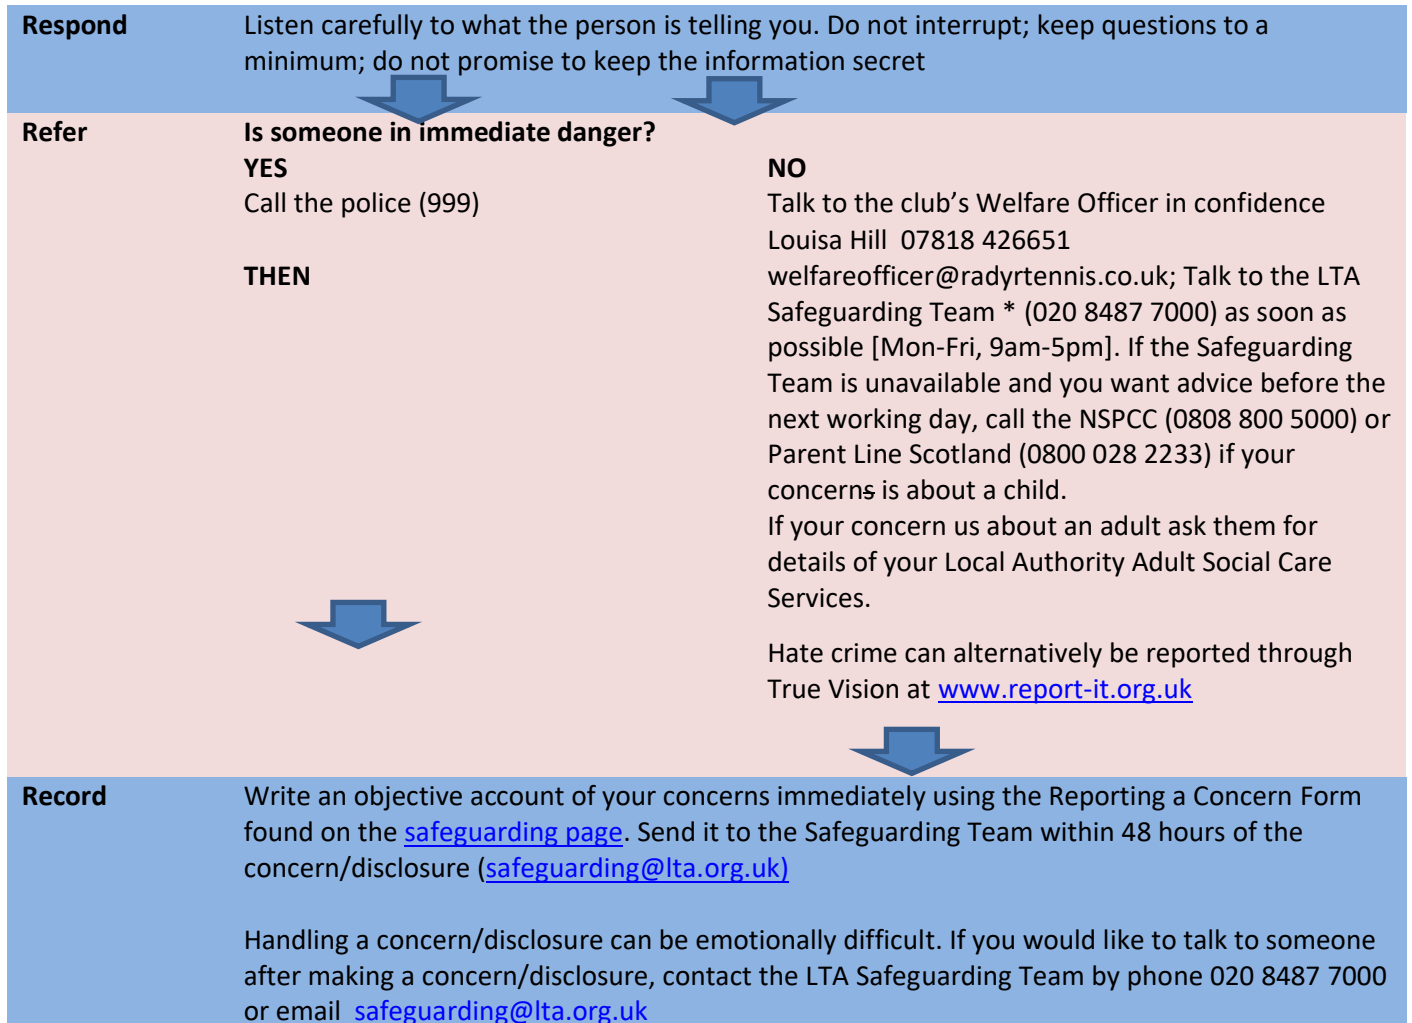 Respond
Listen carefully to what the person is telling you. Do not interrupt; keep questions to a
minimum; do not promise to keep the information secret
Refer
Is someone in immediate danger?
YES
Call the police (999)
THEN
NO
Talk to the club’s Welfare Officer in confidence
Louisa Hill 07818 426651
welfareofficer@radyrtennis.co.uk; Talk to the LTA
Safeguarding Team * (020 8487 7000) as soon as
possible [Mon-Fri, 9am-5pm]. If the Safeguarding
Team is unavailable and you want advice before the
next working day, call the NSPCC (0808 800 5000) or
Parent Line Scotland (0800 028 2233) if your
concerns is about a child.
If your concern us about an adult ask them for
details of your Local Authority Adult Social Care
Services.
Hate crime can alternatively be reported through
True Vision at www.report-it.org.uk
Record
Write an objective account of your concerns immediately using the Reporting a Concern Form
found on the safeguarding page. Send it to the Safeguarding Team within 48 hours of the
concern/disclosure (safeguarding@lta.org.uk)
Handling a concern/disclosure can be emotionally difficult. If you would like to talk to someone
after making a concern/disclosure, contact the LTA Safeguarding Team by phone 020 8487 7000
or email safeguarding@lta.org.uk